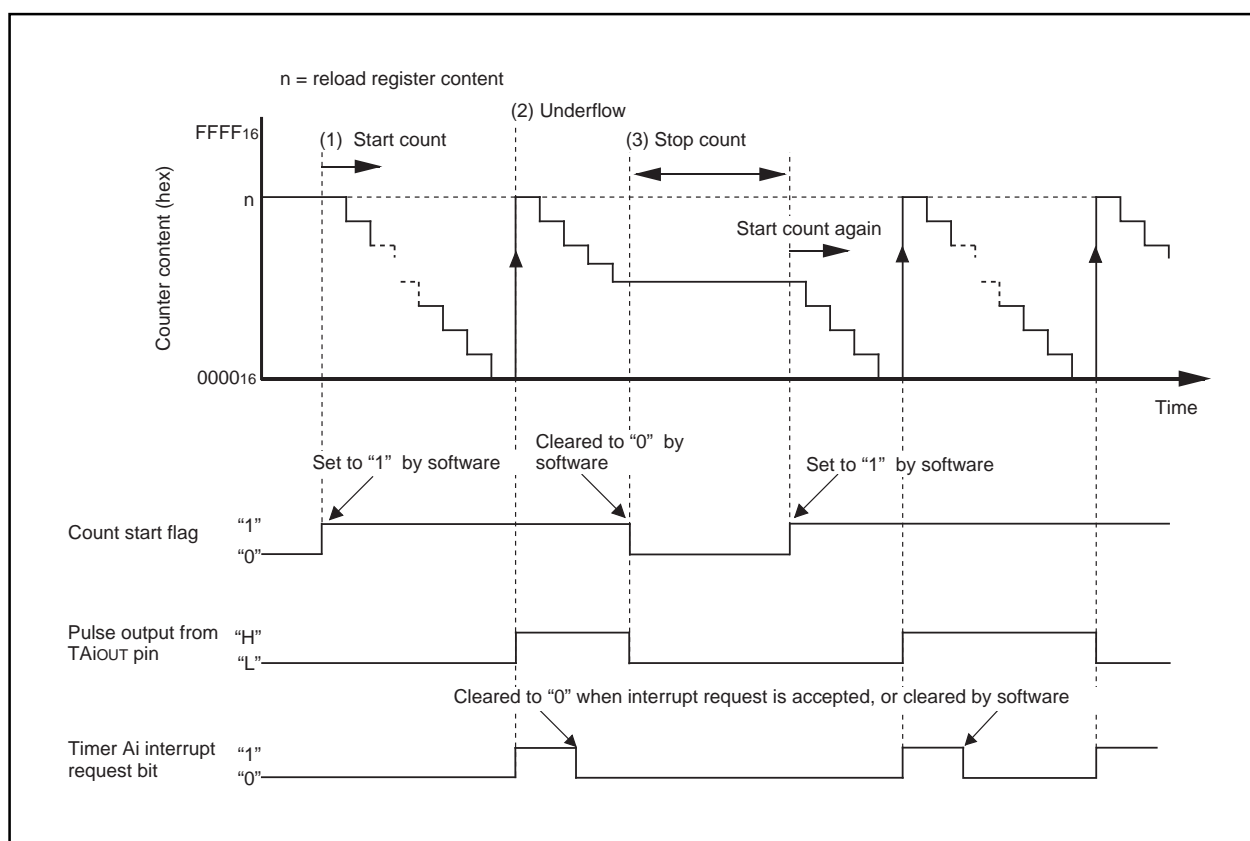 n = reload register content
(2) Underflow
FFFF16
(1) Start count
(3) Stop count
n
Start count again
Counter content (hex)
000016
Time
Set to “1” by software
Cleared to “0” by
software
Set to “1” by software
Count start flag
“1”
“0”
Pulse output from
TAiOUT pin
“H”
“L”
Cleared to “0” when interrupt request is accepted, or cleared by software
Timer Ai interrupt
request bit
“1”
“0”